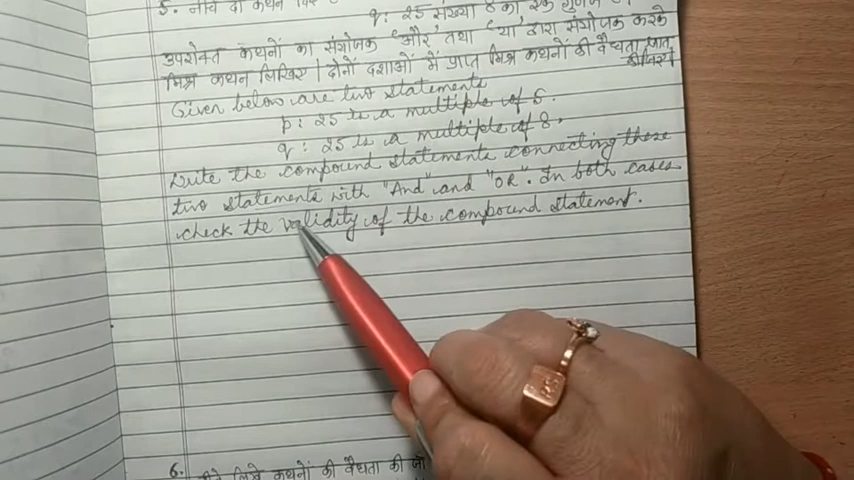 5. नीचे दो कथन
q: 25 संख्या 8 का एक गुणज
उपरोक्त कथनों का संयोजक 'और' तथा 'या' द्वारा संयोजक करके
मिश्र कथन लिखिए। दोनों दशाओं में प्राप्त मिश्र कथनों की वैधता ज्ञात
कीजिए।
Given below are two statements
p: 25 is a multiple of 5.
q: 25 is a multiple of 8.
Write the compound statements connecting these
two statements with "And" and "OR". In both cases
check the validity of the compound statement.
6. नीचे लिखे कथनों की वैधता की जाँ